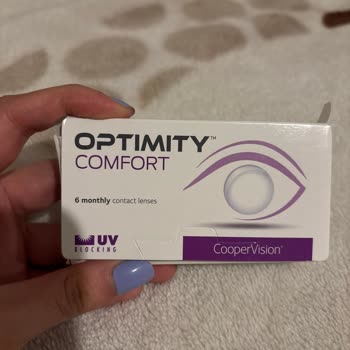 OPTIMITY™
COMFORT
6 monthly contact lenses
UV
BLOCKING
CooperVision®